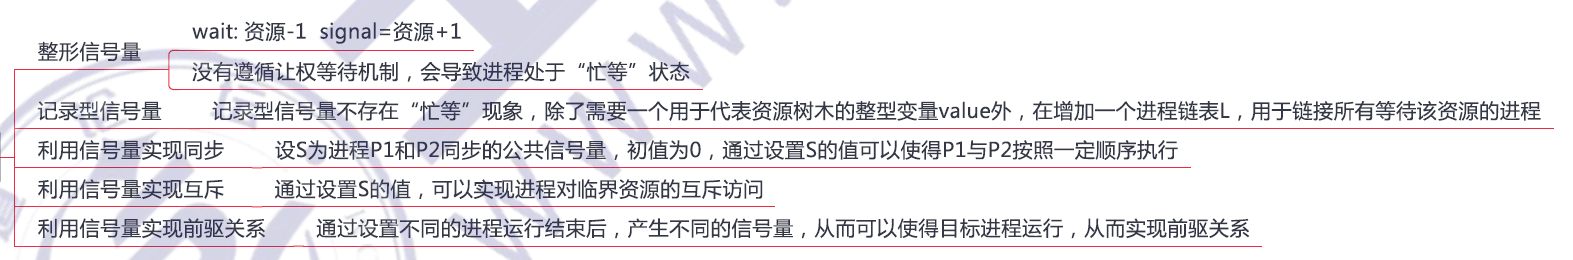 wait: 资源-1 signal=资源+1
整形信号量
没有遵循让权等待机制，会导致进程处于“忙等”状态
记录型信号量 记录型信号量不存在“忙等”现象，除了需要一个用于代表资源树木的整型变量value外，在增加一个进程链表L，用于链接所有等待该资源的进程
利用信号量实现同步 设S为进程P1和P2同步的公共信号量，初值为0，通过设置S的值可以使得P1与P2按照一定顺序执行
利用信号量实现互斥 通过设置S的值，可以实现进程对临界资源的互斥访问
利用信号量实现前驱关系 通过设置不同的进程运行结束后，产生不同的信号量，从而可以使得目标进程运行，从而实现前驱关系